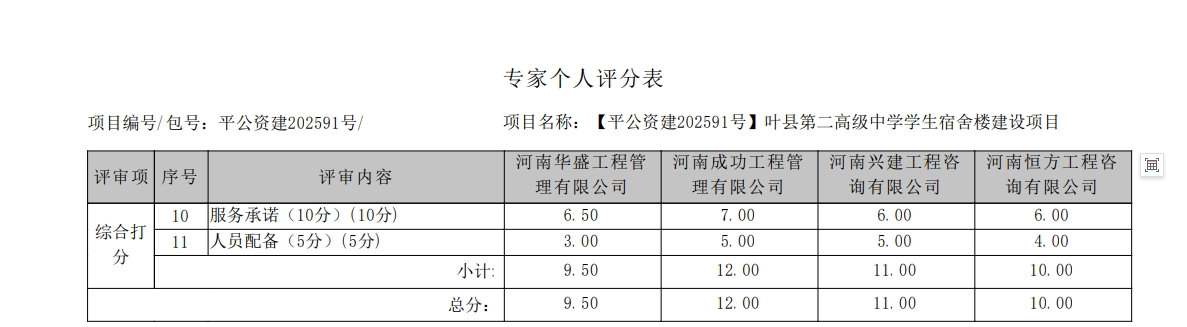 专家个人评分表
项目编号/包号：平公资建202591号/ 项目名称：【平公资建202591号】叶县第二高级中学学生宿舍楼建设项目
评审项 序号 评审内容 河南华盛工程管理有限公司 河南成功工程管理有限公司 河南兴建工程咨询有限公司 河南恒方工程咨询有限公司
综合打分 10 服务承诺（10分）(10分) 6.50 7.00 6.00 6.00
11 人员配备（5分）(5分) 3.00 5.00 5.00 4.00
小计: 9.50 12.00 11.00 10.00
总分： 9.50 12.00 11.00 10.00